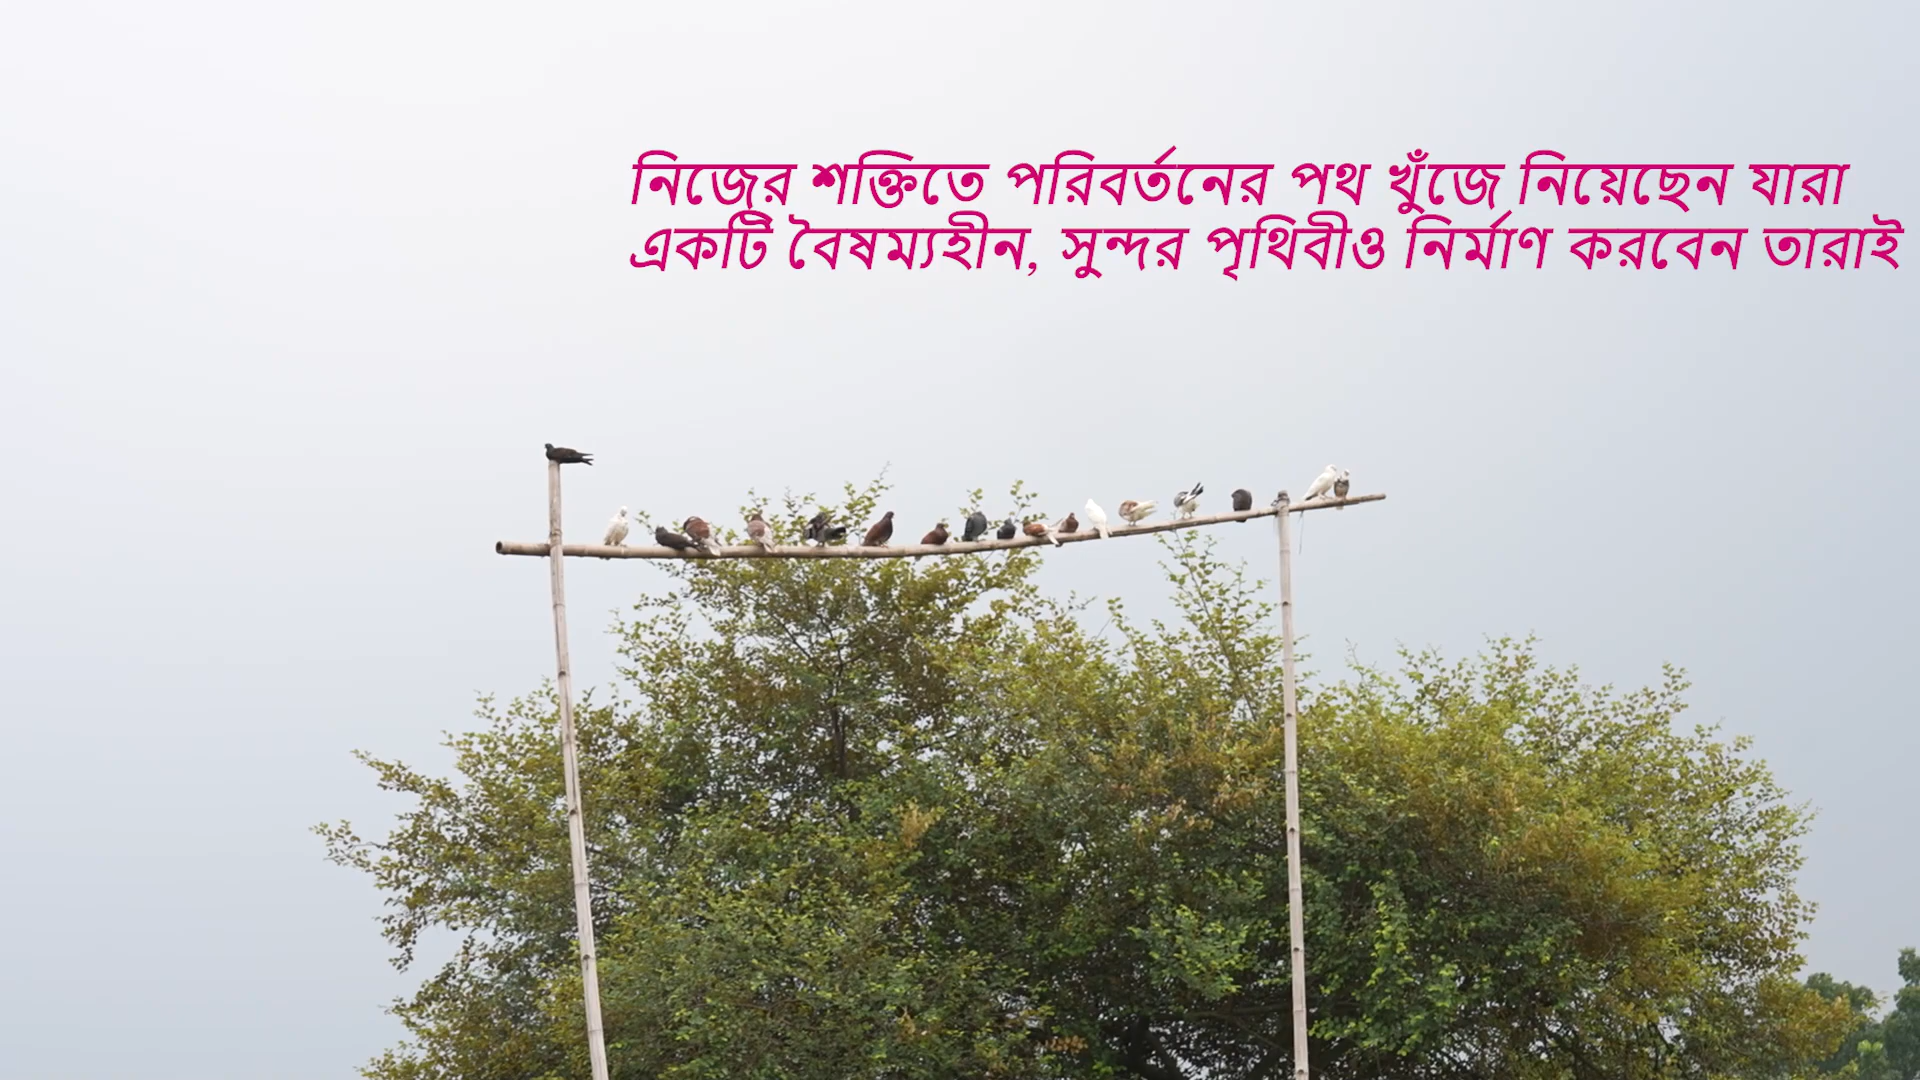 নিজের শক্তিতে পরিবর্তনের পথ খুঁজে নিয়েছেন যারা
একটি বৈষম্যহীন, সুন্দর পৃথিবীও নির্মাণ করবেন তারাই